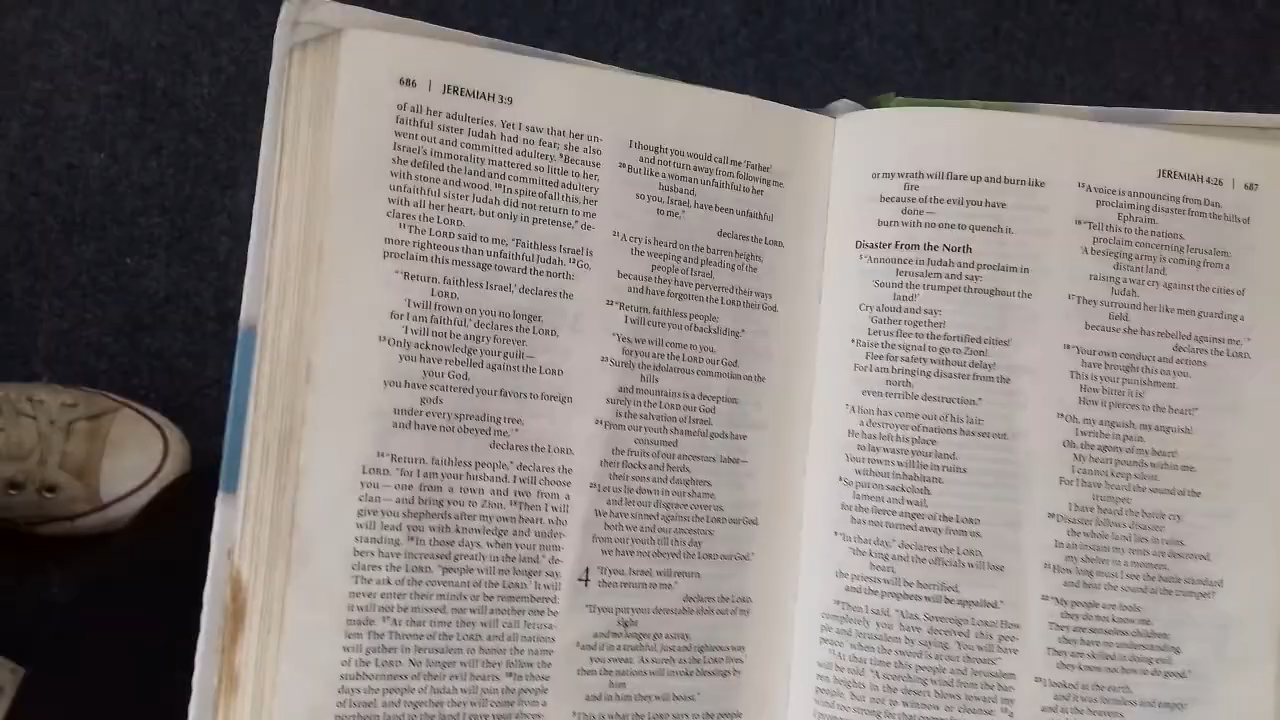 686 | JEREMIAH 3:9
of all her adulteries. Yet I saw that her un-
faithful sister Judah had no fear; she also
went out and committed adultery. 9Because
Israel's immorality mattered so little to her,
she defiled the land and committed adultery
with stone and wood. 10In spite of all this, her
unfaithful sister Judah did not return to me
with all her heart, but only in pretense," de-
clares the LORD.
11The LORD said to me, "Faithless Israel is
more righteous than unfaithful Judah. 12Go,
proclaim this message toward the north:
"'Return, faithless Israel,' declares the
LORD,
'I will frown on you no longer,
for I am faithful,' declares the LORD,
'I will not be angry forever.
13Only acknowledge your guilt—
you have rebelled against the LORD
your God,
you have scattered your favors to foreign
gods
under every spreading tree,
and have not obeyed me,'"
declares the LORD.
14"Return, faithless people," declares the
LORD, "for I am your husband. I will choose
you—one from a town and two from a
clan—and bring you to Zion. 15Then I will
give you shepherds after my own heart, who
will lead you with knowledge and under-
standing. 16In those days, when your num-
bers have increased greatly in the land," de-
clares the LORD, "people will no longer say,
'The ark of the covenant of the LORD.' It will
never enter their minds or be remembered;
it will not be missed, nor will another one be
made. 17At that time they will call Jerusa-
lem The Throne of the LORD, and all nations
will gather in Jerusalem to honor the name
of the LORD. No longer will they follow the
stubbornness of their evil hearts. 18In those
days the people of Judah will join the people
of Israel, and together they will come from a
northern land to the land I gave your ances-
I thought you would call me 'Father'
and not turn away from following me.
20But like a woman unfaithful to her
husband,
so you, Israel, have been unfaithful
to me,"
declares the LORD.
21A cry is heard on the barren heights,
the weeping and pleading of the
people of Israel,
because they have perverted their ways
and have forgotten the LORD their God.
22"Return, faithless people;
I will cure you of backsliding."
"Yes, we will come to you,
for you are the LORD our God.
23Surely the idolatrous commotion on the
hills
and mountains is a deception;
surely in the LORD our God
is the salvation of Israel.
24From our youth shameful gods have
consumed
the fruits of our ancestors' labor—
their flocks and herds,
their sons and daughters.
25Let us lie down in our shame,
and let our disgrace cover us.
We have sinned against the LORD our God,
both we and our ancestors;
from our youth till this day
we have not obeyed the LORD our God."
4 "If you, Israel, will return,
then return to me,"
declares the LORD.
"If you put your detestable idols out of my
sight
and no longer go astray,
2and if in a truthful, just and righteous way
you swear, 'As surely as the LORD lives,'
then the nations will invoke blessings by
him
and in him they will boast."
3This is what the LORD says to the people
JEREMIAH 4:26 | 687
or my wrath will flare up and burn like
fire
because of the evil you have
done—
burn with no one to quench it.
Disaster From the North
5"Announce in Judah and proclaim in
Jerusalem and say:
'Sound the trumpet throughout the
land!'
Cry aloud and say:
'Gather together!
Let us flee to the fortified cities!'
6Raise the signal to go to Zion!
Flee for safety without delay!
For I am bringing disaster from the
north,
even terrible destruction."
7A lion has come out of his lair;
a destroyer of nations has set out.
He has left his place
to lay waste your land.
Your towns will lie in ruins
without inhabitant.
8So put on sackcloth,
lament and wail,
for the fierce anger of the LORD
has not turned away from us.
9"In that day," declares the LORD,
"the king and the officials will lose
heart,
the priests will be horrified,
and the prophets will be appalled."
10Then I said, "Alas, Sovereign LORD! How
completely you have deceived this peo-
ple and Jerusalem by saying, 'You will have
peace,' when the sword is at our throats!"
11At that time this people and Jerusalem
will be told, "A scorching wind from the bar-
ren heights in the desert blows toward my
people, but not to winnow or cleanse; 12a
wind too strong for that comes
15A voice is announcing from Dan,
proclaiming disaster from the hills of
Ephraim.
16"Tell this to the nations,
proclaim concerning Jerusalem:
'A besieging army is coming from a
distant land,
raising a war cry against the cities of
Judah.
17They surround her like men guarding a
field,
because she has rebelled against me,'"
declares the LORD.
18"Your own conduct and actions
have brought this on you.
This is your punishment.
How bitter it is!
How it pierces to the heart!"
19Oh, my anguish, my anguish!
I writhe in pain.
Oh, the agony of my heart!
My heart pounds within me,
I cannot keep silent.
For I have heard the sound of the
trumpet;
I have heard the battle cry.
20Disaster follows disaster;
the whole land lies in ruins.
In an instant my tents are destroyed,
my shelter in a moment.
21How long must I see the battle standard
and hear the sound of the trumpet?
22"My people are fools;
they do not know me.
They are senseless children;
they have no understanding.
They are skilled in doing evil;
they know not how to do good."
23I looked at the earth,
and it was formless and empty;
and at the heavens,